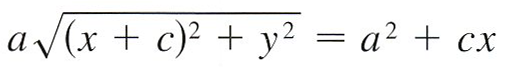 a√((x + c)² + y²) = a² + cx